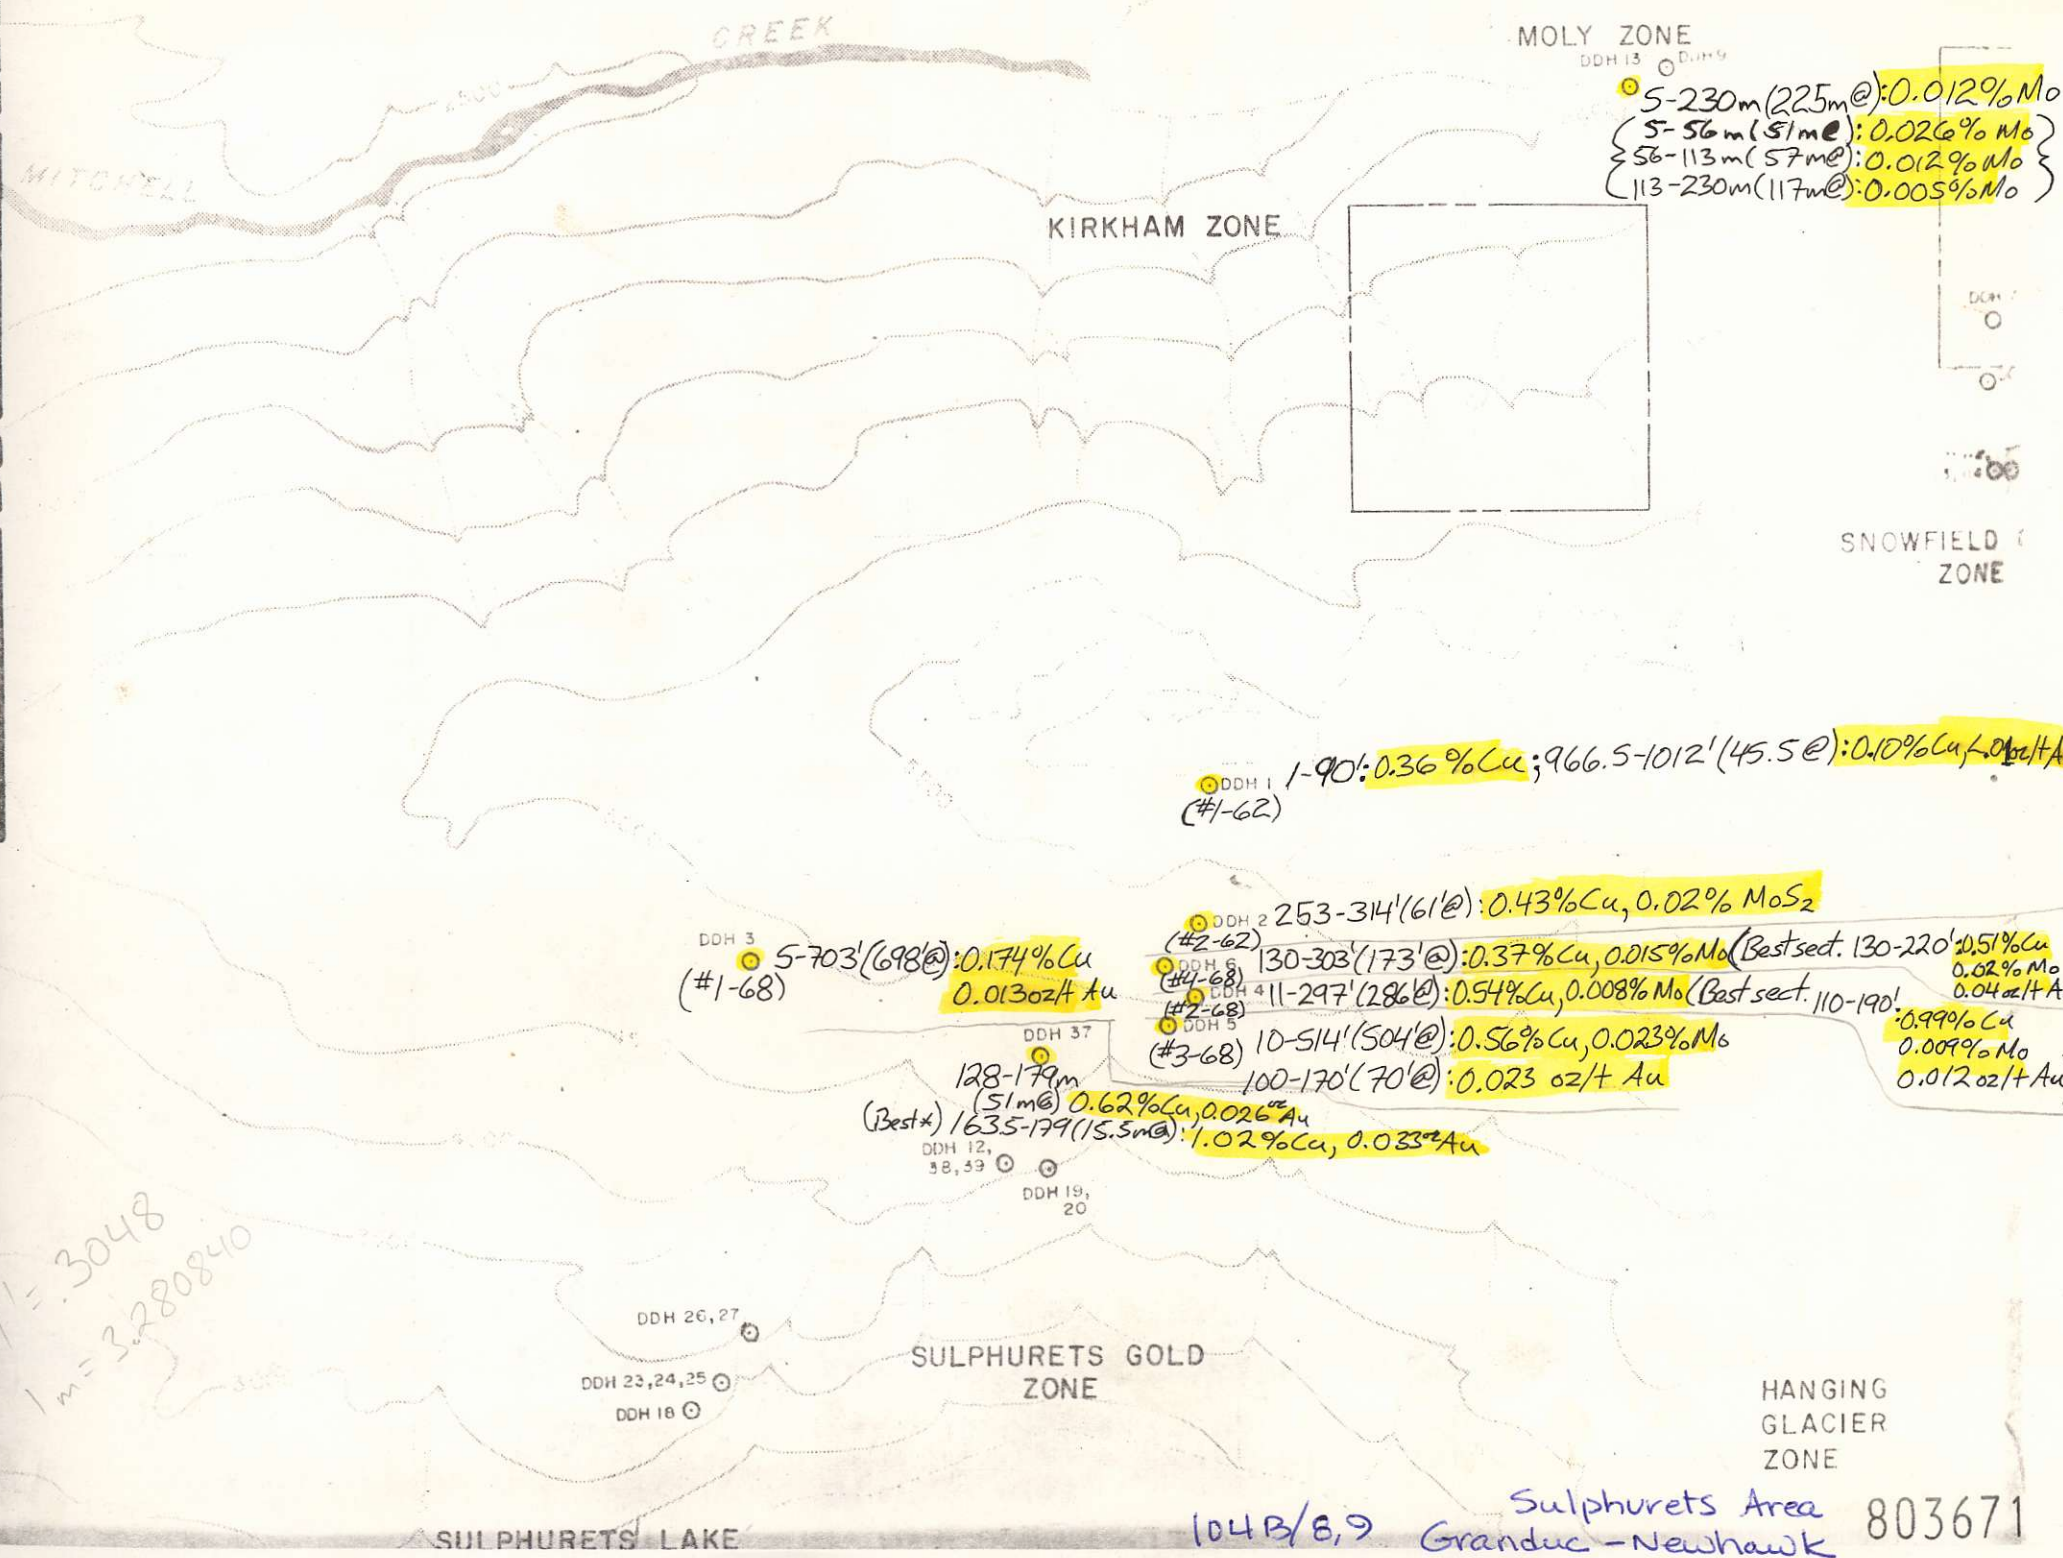 CREEK
MOLY ZONE
DDH 13
5-230m (225m@): 0.012% Mo
5-56m (51m@): 0.026% Mo
56-113m (57m@): 0.012% Mo
113-230m (117m@): 0.005% Mo
MITCHELL
KIRKHAM ZONE
DDH
SNOWFIELD
ZONE
DDH 1 1-90': 0.36% Cu; 966.5-1012' (45.5@): 0.10% Cu,
(#1-62)
DDH 2 253-314' (61'@): 0.43% Cu, 0.02% MoS2
(#2-62)
DDH 3
5-703' (698'@): 0.174% Cu
(#1-68)
0.013oz/t Au
DDH 6 130-303' (173'@): 0.37% Cu, 0.015% Mo (Best sect. 130-220': 0.51% Cu
0.02% Mo
0.04 oz/t A
(#4-68)
DDH 4 11-297' (286'@): 0.54% Cu, 0.008% Mo (Best sect. 110-190':
0.99% Cu
0.009% Mo
0.012 oz/t Au
(#2-68)
DDH 5
(#3-68) 10-514' (504'@): 0.56% Cu, 0.023% Mo
100-170' (70'@): 0.023 oz/t Au
DDH 37
128-179m
(51m@) 0.62% Cu, 0.026oz Au
(Best*) 163.5-179 (15.5m@): 1.02% Cu, 0.033oz Au
DDH 12,
38,39
DDH 19,
20
1' = .3048
1 m = 3.280840
DDH 26,27
DDH 23,24,25
DDH 18
SULPHURETS GOLD
ZONE
HANGING
GLACIER
ZONE
SULPHURETS LAKE
104B/8,9
Sulphurets Area
Granduc - Newhawk
803671